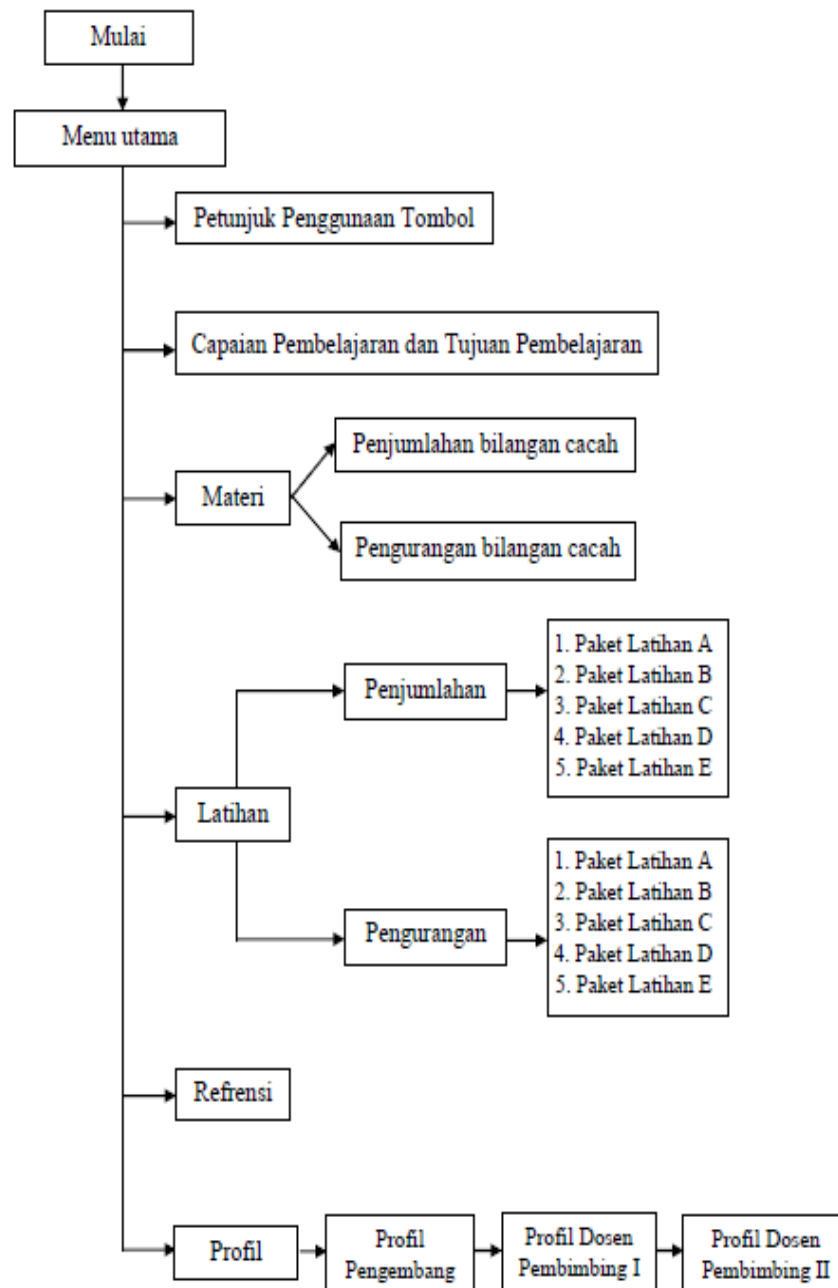 Mulai
Menu utama
Petunjuk Penggunaan Tombol
Capaian Pembelajaran dan Tujuan Pembelajaran
Materi
Penjumlahan bilangan cacah
Pengurangan bilangan cacah
Latihan
Penjumlahan
1. Paket Latihan A
2. Paket Latihan B
3. Paket Latihan C
4. Paket Latihan D
5. Paket Latihan E
Pengurangan
1. Paket Latihan A
2. Paket Latihan B
3. Paket Latihan C
4. Paket Latihan D
5. Paket Latihan E
Refrensi
Profil
Profil
Pengembang
Profil Dosen
Pembimbing I
Profil Dosen
Pembimbing II